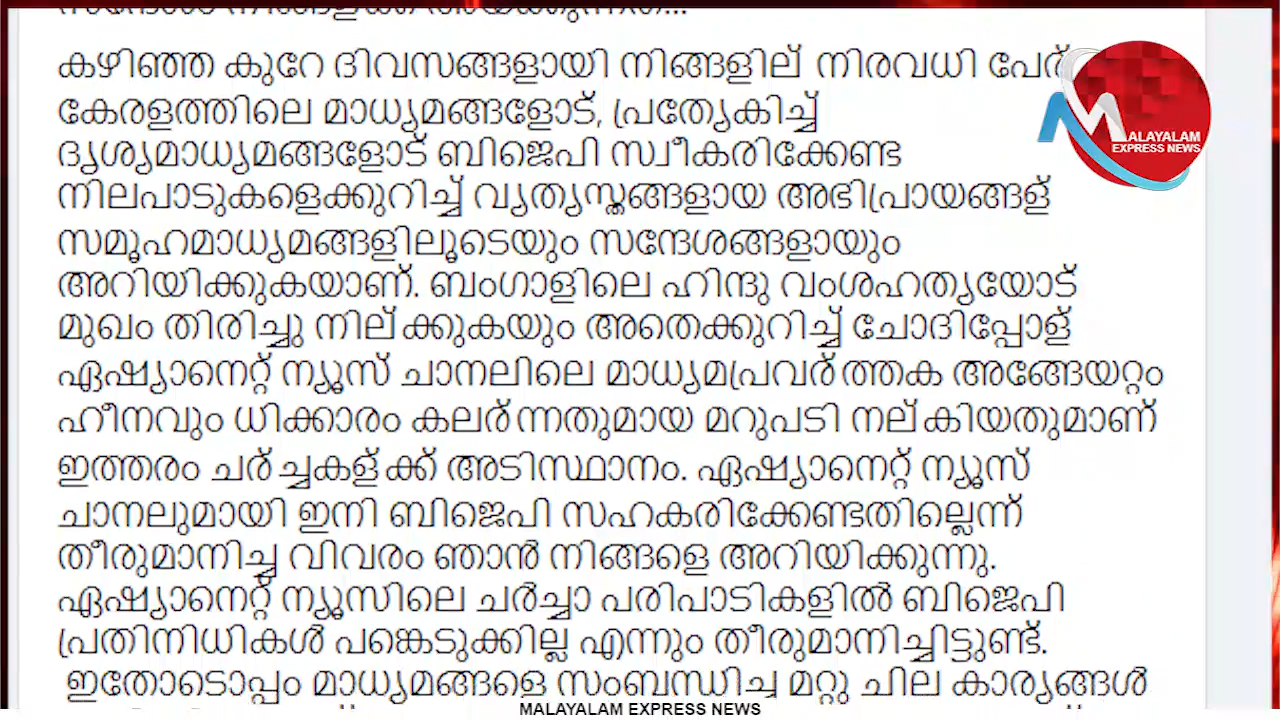 കഴിഞ്ഞ കുറേ ദിവസങ്ങളായി നിങ്ങളില് നിരവധി പേര്
കേരളത്തിലെ മാധ്യമങ്ങളോട്, പ്രത്യേകിച്ച്
ദൃശ്യമാധ്യമങ്ങളോട് ബിജെപി സ്വീകരിക്കേണ്ട
നിലപാടുകളെക്കുറിച്ച് വ്യത്യസ്തങ്ങളായ അഭിപ്രായങ്ങള്
സമൂഹമാധ്യമങ്ങളിലൂടെയും സന്ദേശങ്ങളായും
അറിയിക്കുകയാണ്. ബംഗാളിലെ ഹിന്ദു വംശഹത്യയോട്
മുഖം തിരിച്ചു നില്ക്കുകയും അതെക്കുറിച്ച് ചോദിപ്പോള്
ഏഷ്യാനെറ്റ് ന്യൂസ് ചാനലിലെ മാധ്യമപ്രവര്ത്തക അങ്ങേയറ്റം
ഹീനവും ധിക്കാരം കലര്ന്നതുമായ മറുപടി നല്കിയതുമാണ്
ഇത്തരം ചര്ച്ചകള്ക്ക് അടിസ്ഥാനം. ഏഷ്യാനെറ്റ് ന്യൂസ്
ചാനലുമായി ഇനി ബിജെപി സഹകരിക്കേണ്ടതില്ലെന്ന്
തീരുമാനിച്ച വിവരം ഞാൻ നിങ്ങളെ അറിയിക്കുന്നു.
ഏഷ്യാനെറ്റ് ന്യൂസിലെ ചർച്ചാ പരിപാടികളിൽ ബിജെപി
പ്രതിനിധികൾ പങ്കെടുക്കില്ല എന്നും തീരുമാനിച്ചിട്ടുണ്ട്.
ഇതോടൊപ്പം മാധ്യമങ്ങളെ സംബന്ധിച്ച മറ്റു ചില കാര്യങ്ങൾ
MALAYALAM
EXPRESS NEWS
MALAYALAM EXPRESS NEWS